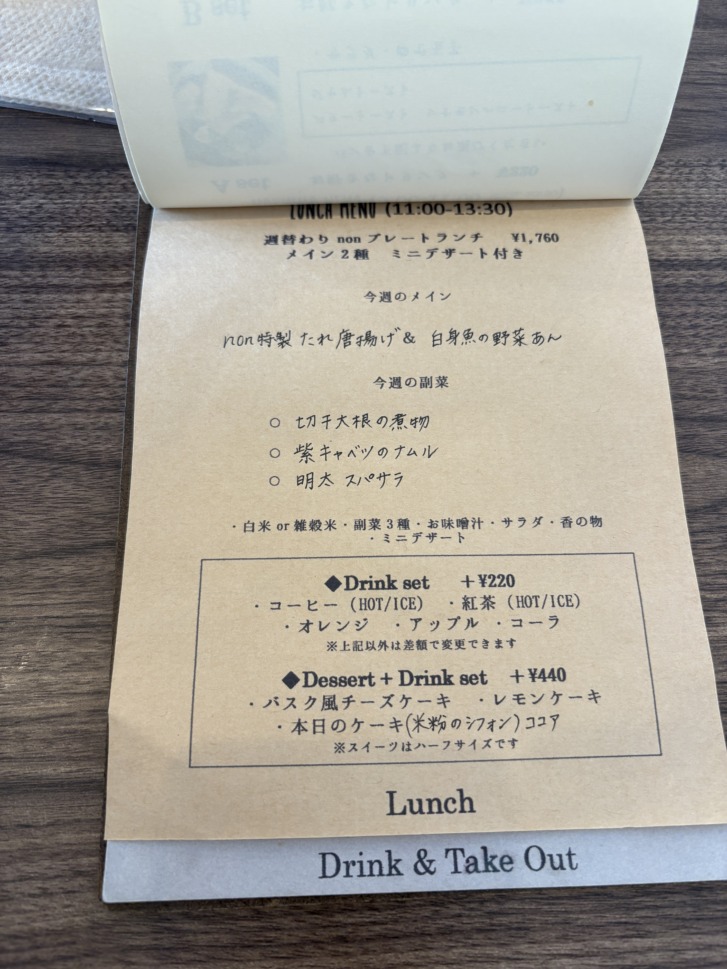 LUNCH MENU (11:00-13:30)
週替わり non プレートランチ ¥1,760
メイン2種 ミニデザート付き
今週のメイン
non特製 たれ唐揚げ & 白身魚の野菜あん
今週の副菜
○ 切干大根の煮物
○ 紫キャベツのナムル
○ 明太 スパサラ
・白米 or 雑穀米・副菜3種・お味噌汁・サラダ・香の物
・ミニデザート
◆Drink set +¥220
・コーヒー (HOT/ICE) ・紅茶 (HOT/ICE)
・オレンジ ・アップル ・コーラ
※上記以外は差額で変更できます
◆Dessert + Drink set +¥440
・バスク風チーズケーキ ・レモンケーキ
・本日のケーキ(米粉のシフォン)ココア
※スイーツはハーフサイズです
Lunch
Drink & Take Out